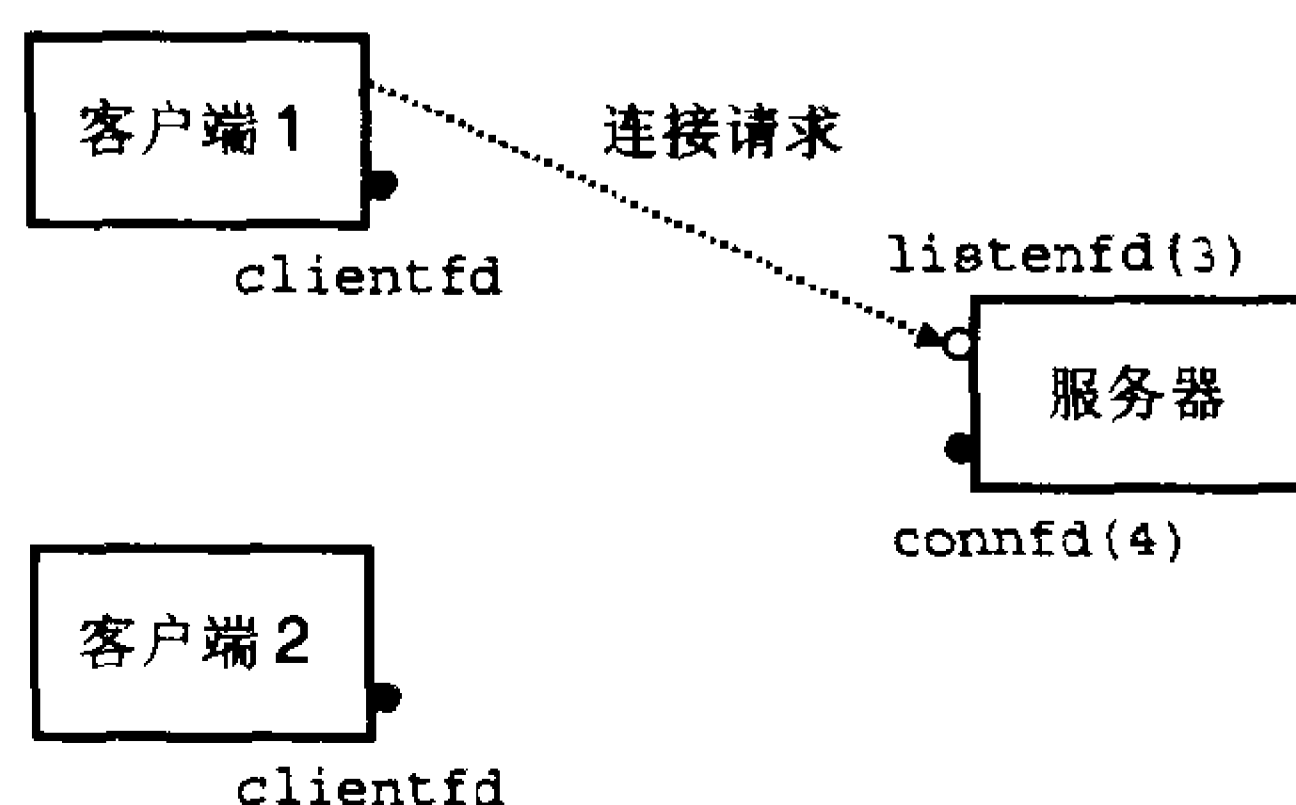 客户端1
连接请求
clientfd
listenfd(3)
服务器
connfd(4)
客户端2
clientfd